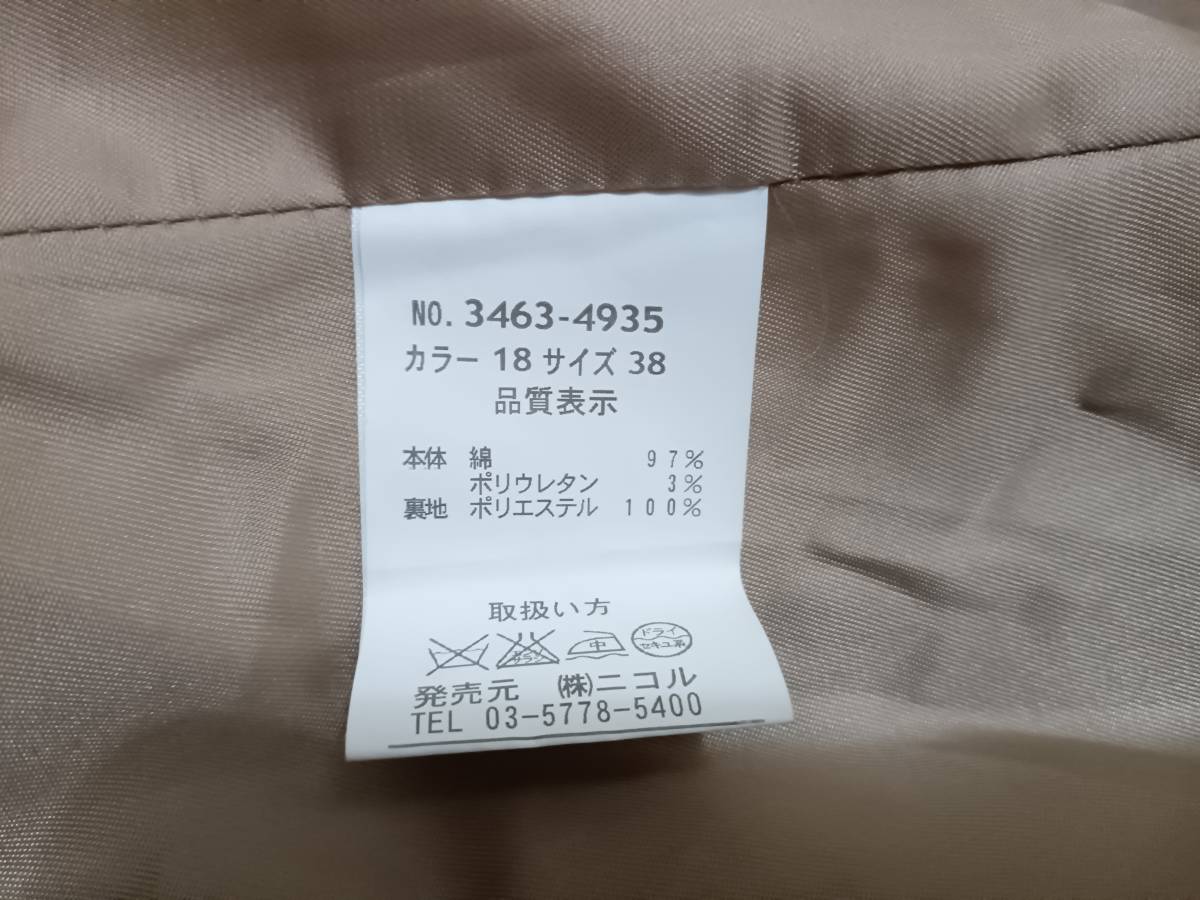 NO. 3463-4935
カラー 18 サイズ 38
品質表示
本体 綿 97%
ポリウレタン 3%
裏地 ポリエステル 100%
取扱い方
中 ドライ
セキユ系
発売元 (株)ニコル
TEL 03-5778-5400